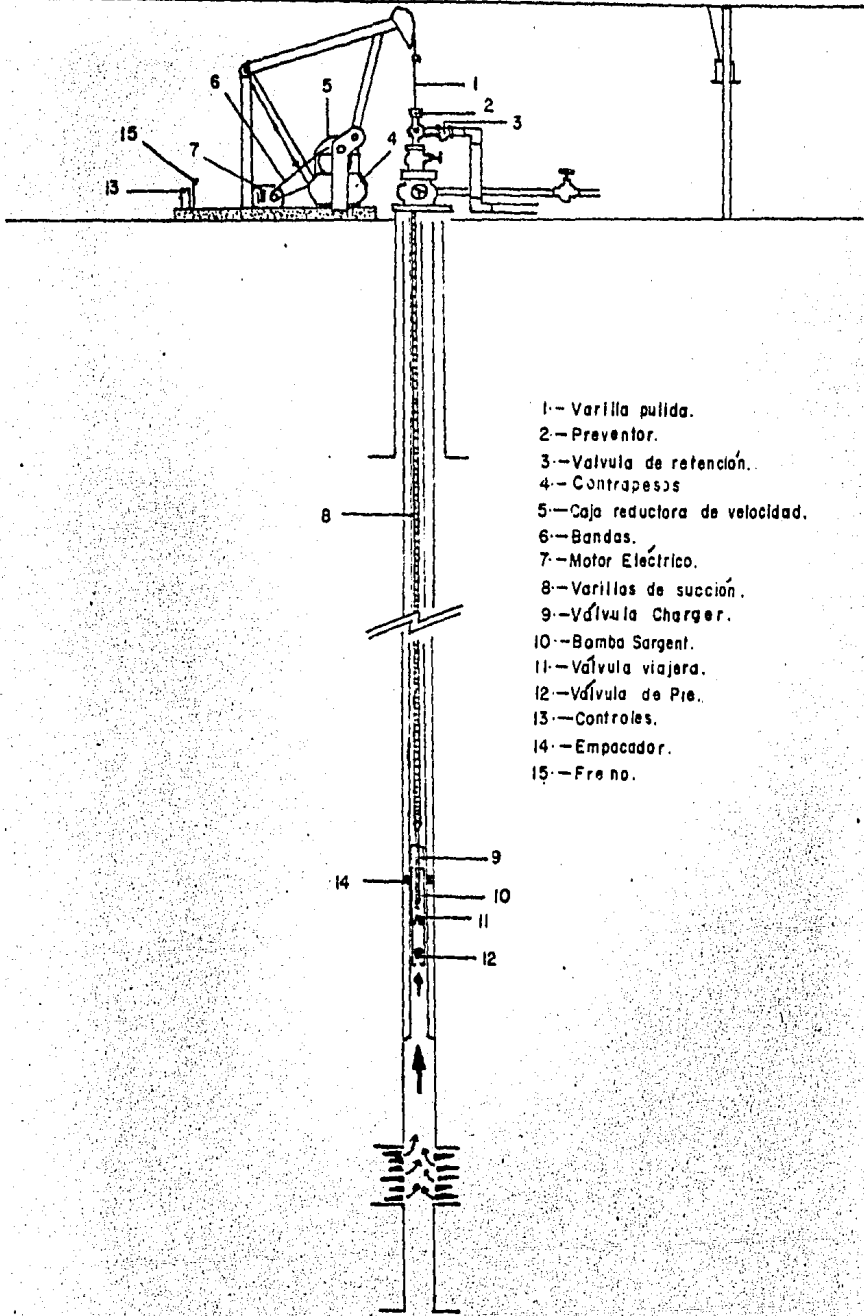 1
2
3
4
5
6
7
15
13
8
1.- Varilla pulida.
2.- Preventor.
3.- Valvula de retención.
4.- Contrapesos
5.- Caja reductora de velocidad.
6.- Bandas.
7.- Motor Eléctrico.
8.- Varillas de succión.
9.- Válvula Charger.
10.- Bomba Sargent.
11.- Válvula viajera.
12.- Válvula de Pie.
13.- Controles.
14.- Empacador.
15.- Freno.
9
14
10
11
12